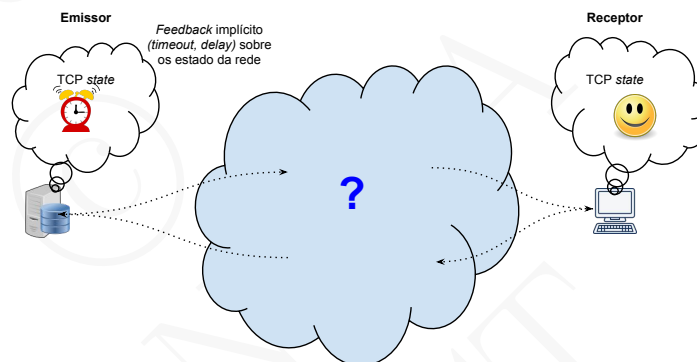 Emissor
Receptor
Feedback implícito
(timeout, delay) sobre
os estado da rede
TCP state
TCP state
?